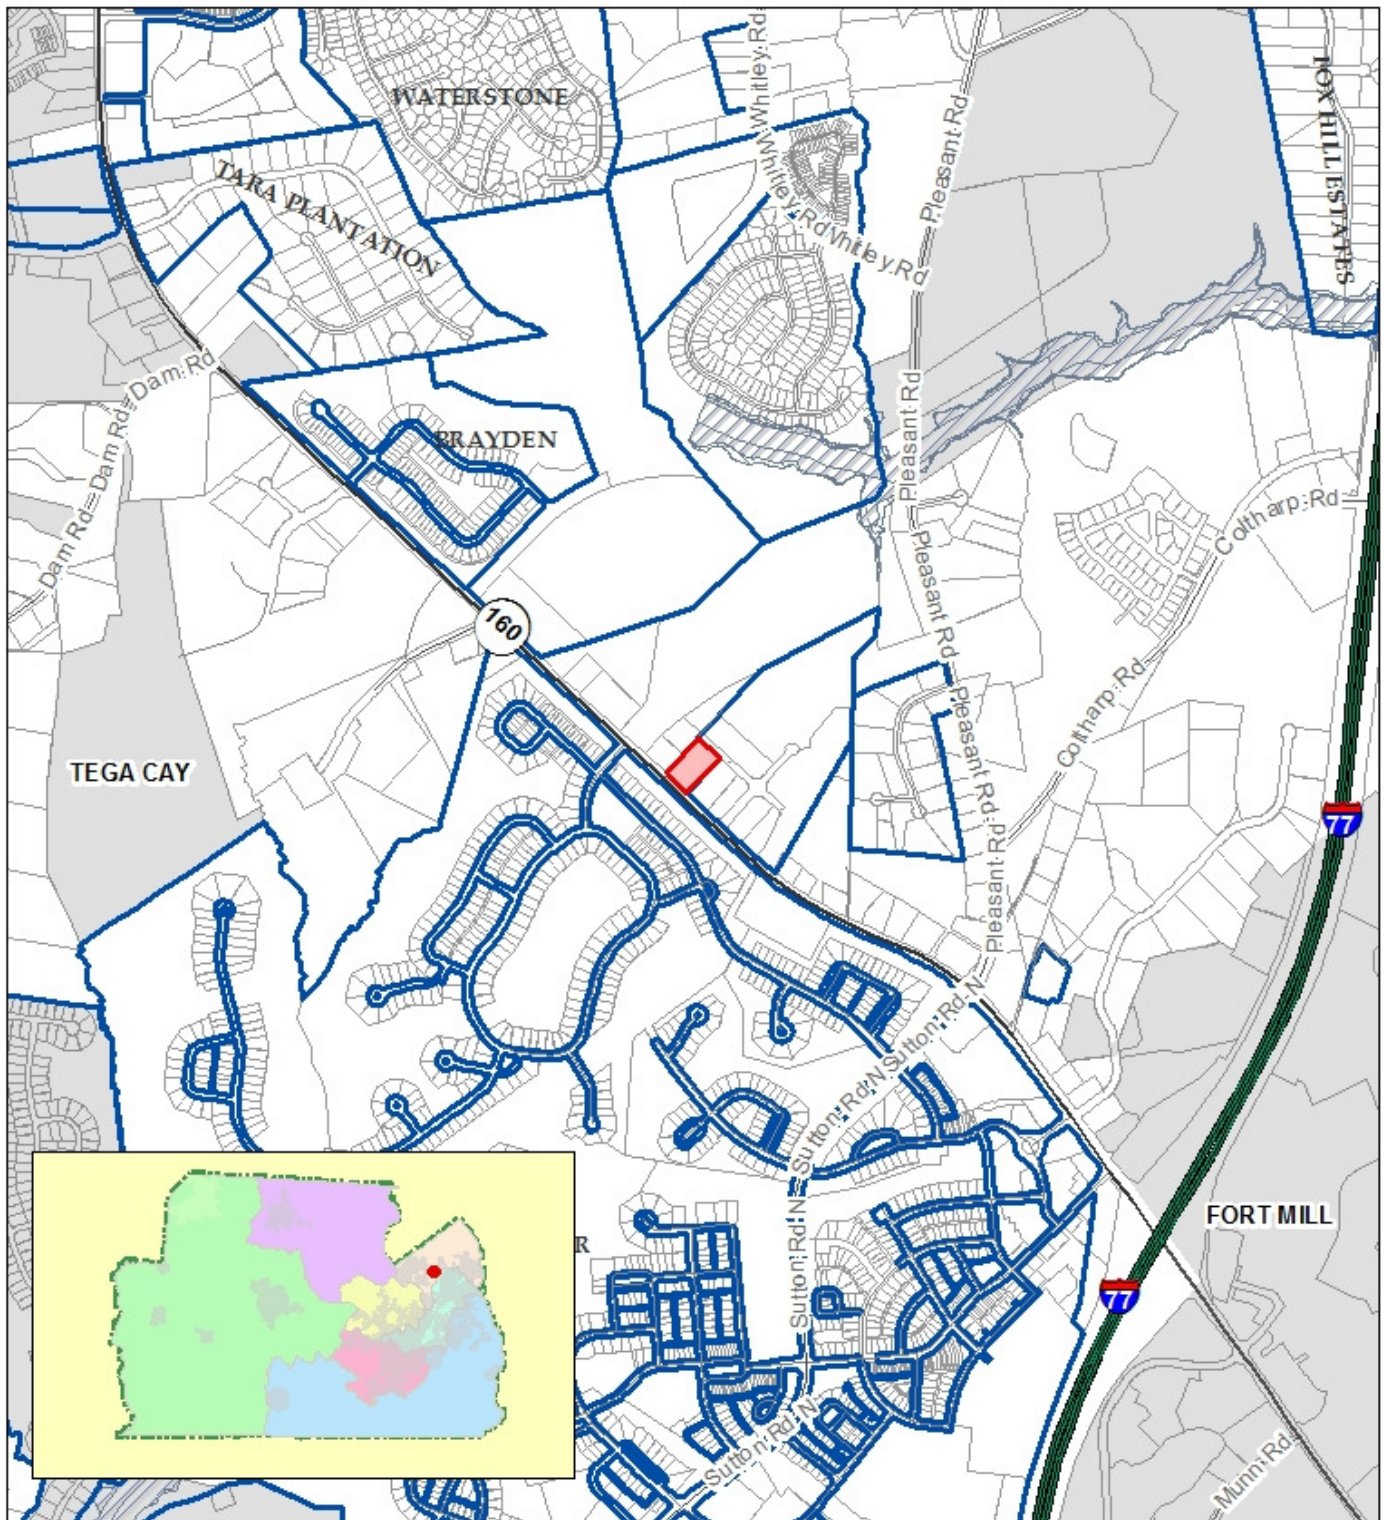 Whitley Rd
WATERSTONE
FOX HILL ESTATES
Pleasant Rd
TARA PLANTATION
Whitley Rd
Whitley Rd
Pleasant Rd
Dam Rd
Dam Rd
Dam Rd
BRAYDEN
Pleasant Rd
Coltharp Rd
Pleasant Rd
160
Pleasant Rd
Coltharp Rd
TEGA CAY
77
Pleasant Rd
Sutton Rd N
Sutton Rd N
Sutton Rd N
FORT MILL
R
77
Sutton Rd N
Munn Rd